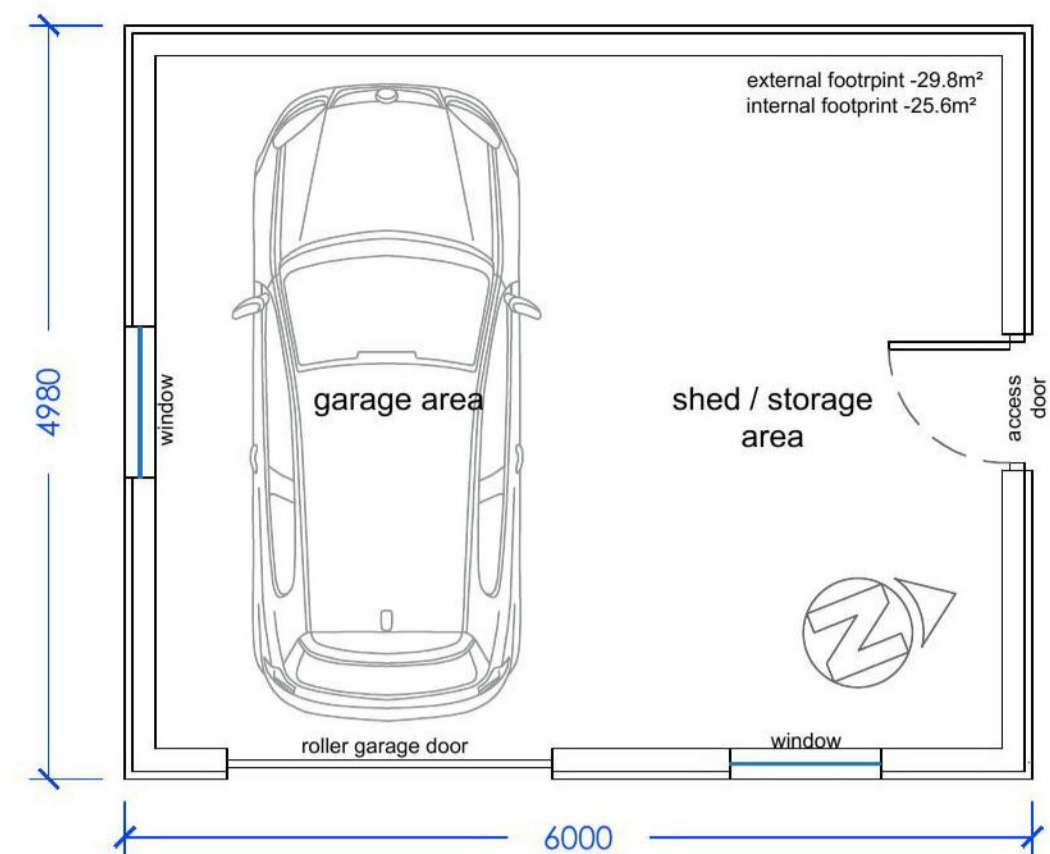 external footrpint -29.8m²
internal footprint -25.6m²
4980
window
garage area
shed / storage
area
access
door
N
roller garage door
window
6000